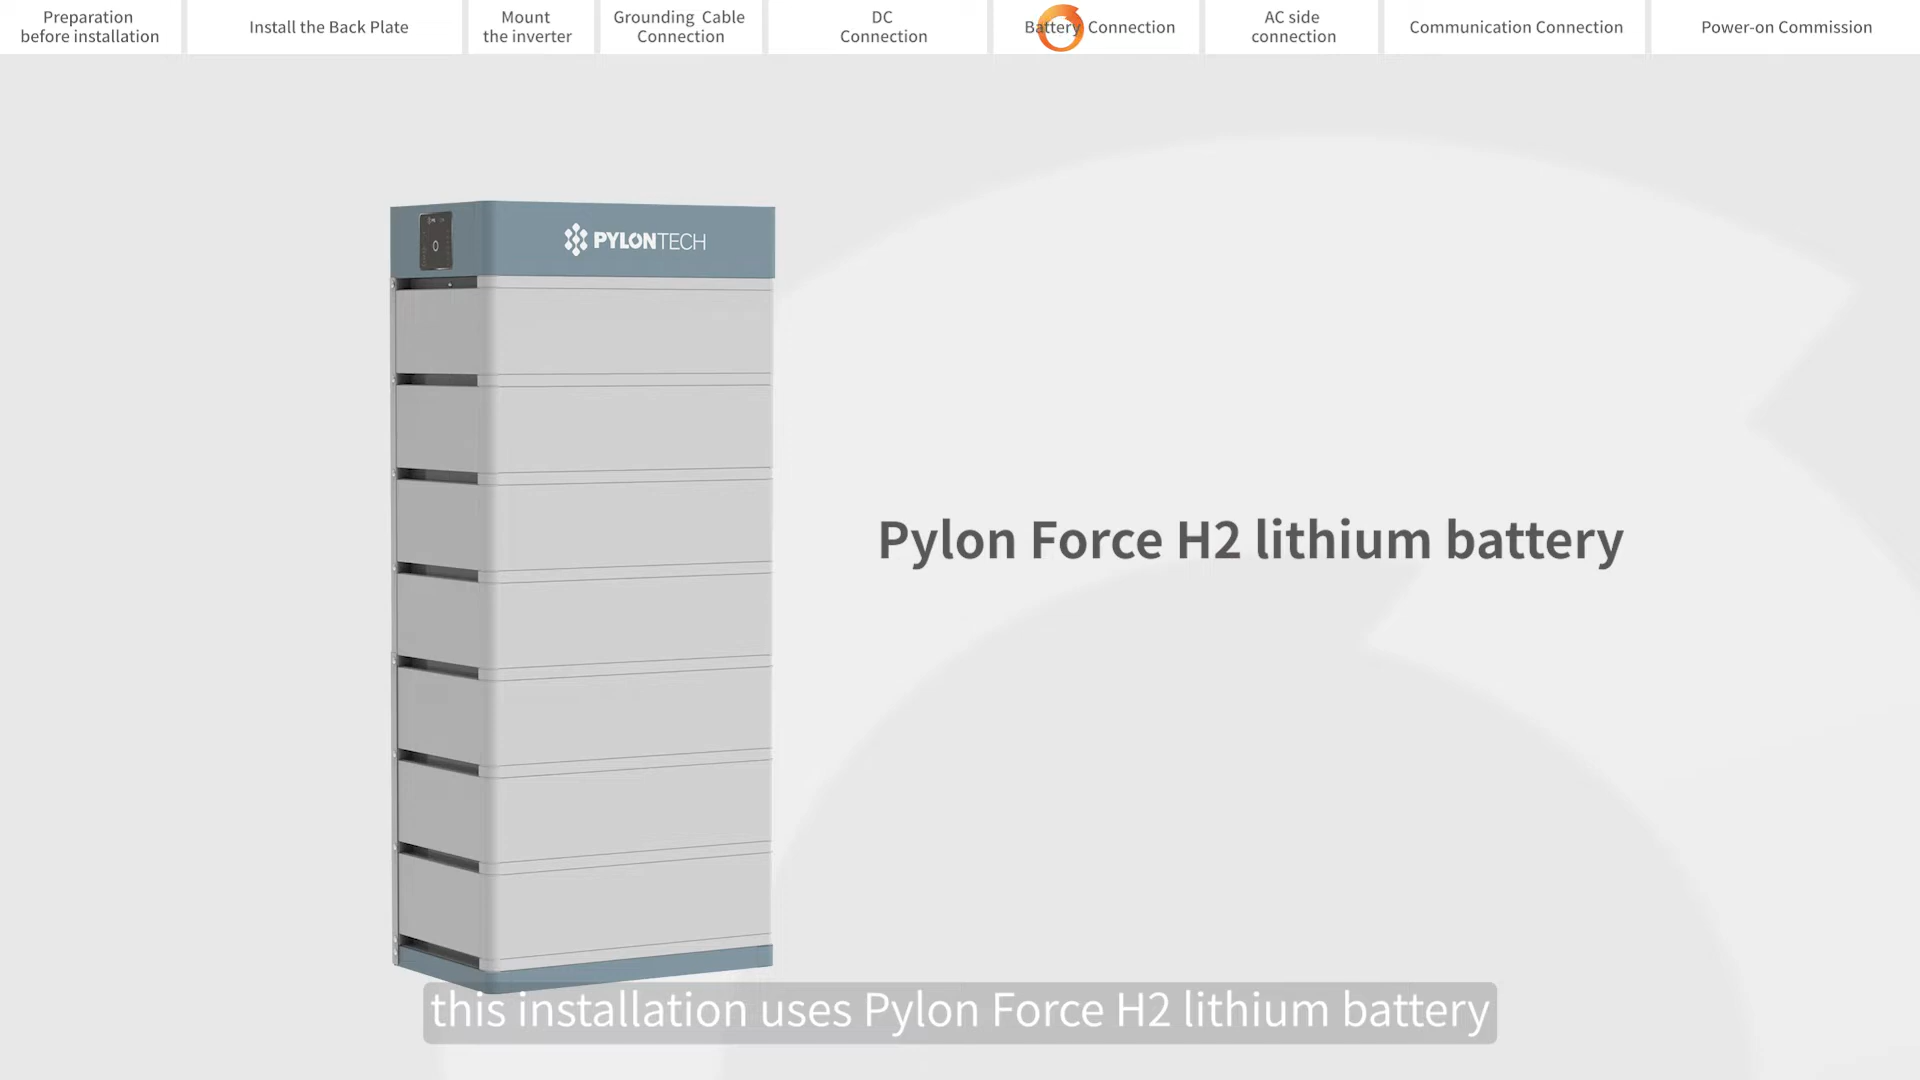 Preparation
before installation
Install the Back Plate
Mount
the inverter
Grounding Cable
Connection
DC
Connection
Battery Connection
AC side
connection
Communication Connection
Power-on Commission
PYLONTECH
Pylon Force H2 lithium battery
this installation uses Pylon Force H2 lithium battery